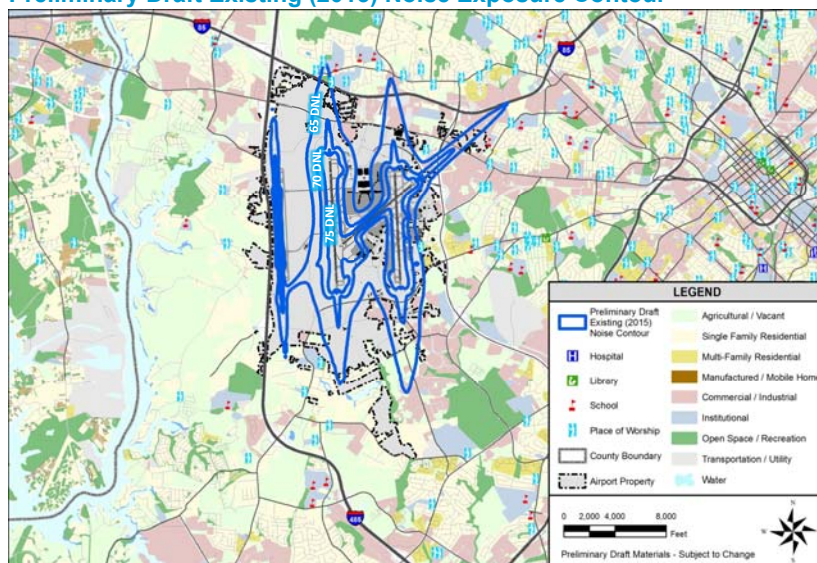 Preliminary Draft Existing (2015) Noise Exposure Contour
85
85
65 DNL
70 DNL
75 DNL
485
LEGEND
Preliminary Draft
Existing (2015)
Noise Contour
Hospital
Library
School
Place of Worship
County Boundary
Airport Property
Agricultural / Vacant
Single Family Residential
Multi-Family Residential
Manufactured / Mobile Home
Commercial / Industrial
Institutional
Open Space / Recreation
Transportation / Utility
Water
0 2,000 4,000 8,000
Feet
Preliminary Draft Materials - Subject to Change
N
W E
S